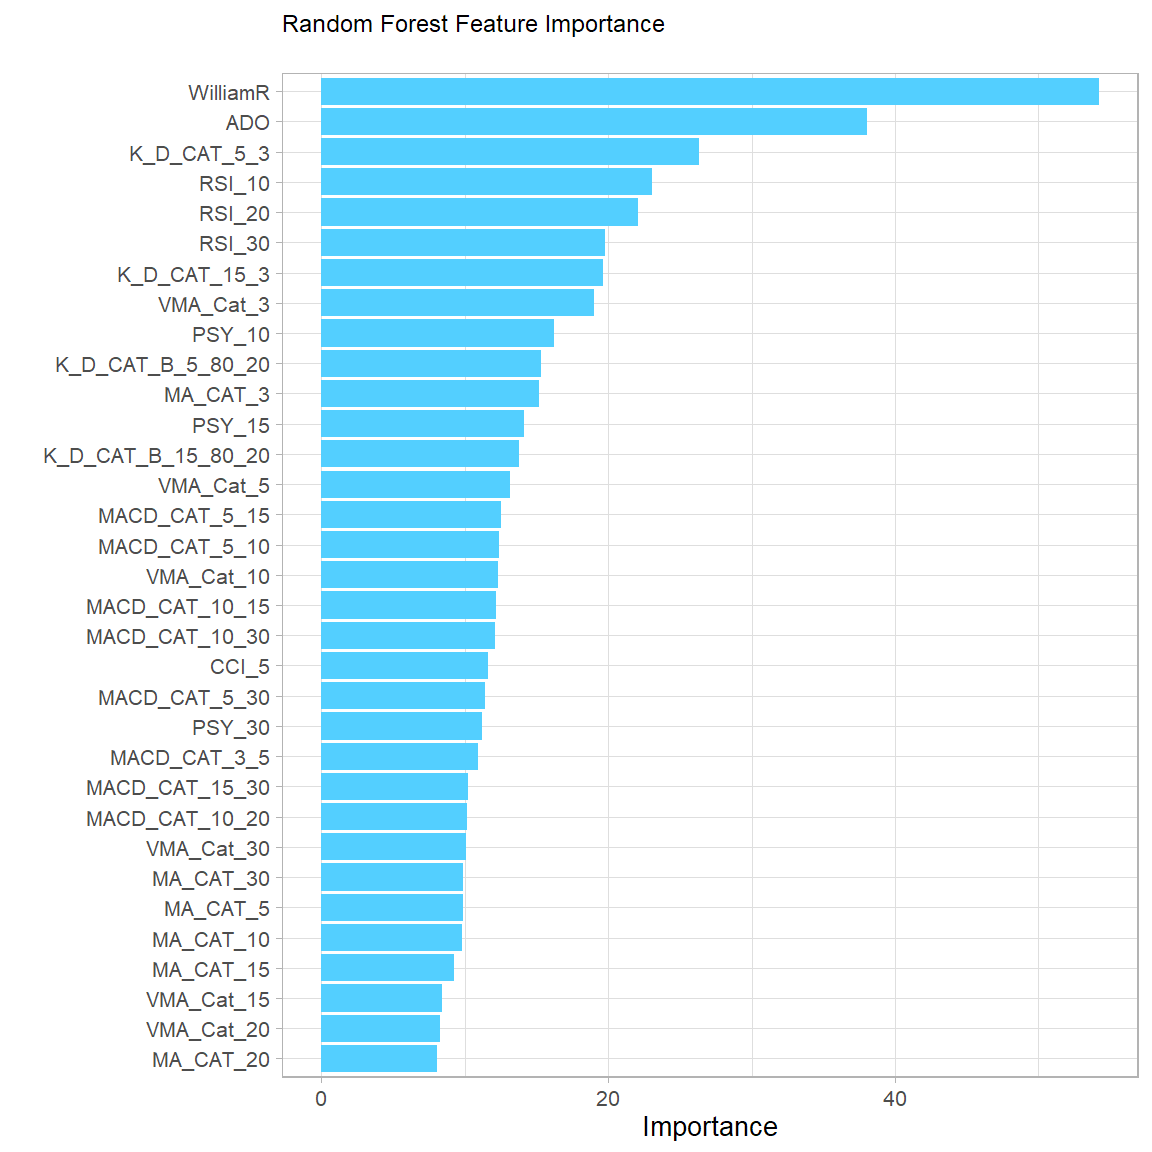 Random Forest Feature Importance
WilliamR
ADO
K_D_CAT_5_3
RSI_10
RSI_20
RSI_30
K_D_CAT_15_3
VMA_Cat_3
PSY_10
K_D_CAT_B_5_80_20
MA_CAT_3
PSY_15
K_D_CAT_B_15_80_20
VMA_Cat_5
MACD_CAT_5_15
MACD_CAT_5_10
VMA_Cat_10
MACD_CAT_10_15
MACD_CAT_10_30
CCI_5
MACD_CAT_5_30
PSY_30
MACD_CAT_3_5
MACD_CAT_15_30
MACD_CAT_10_20
VMA_Cat_30
MA_CAT_30
MA_CAT_5
MA_CAT_10
MA_CAT_15
VMA_Cat_15
VMA_Cat_20
MA_CAT_20
0 20 40
Importance